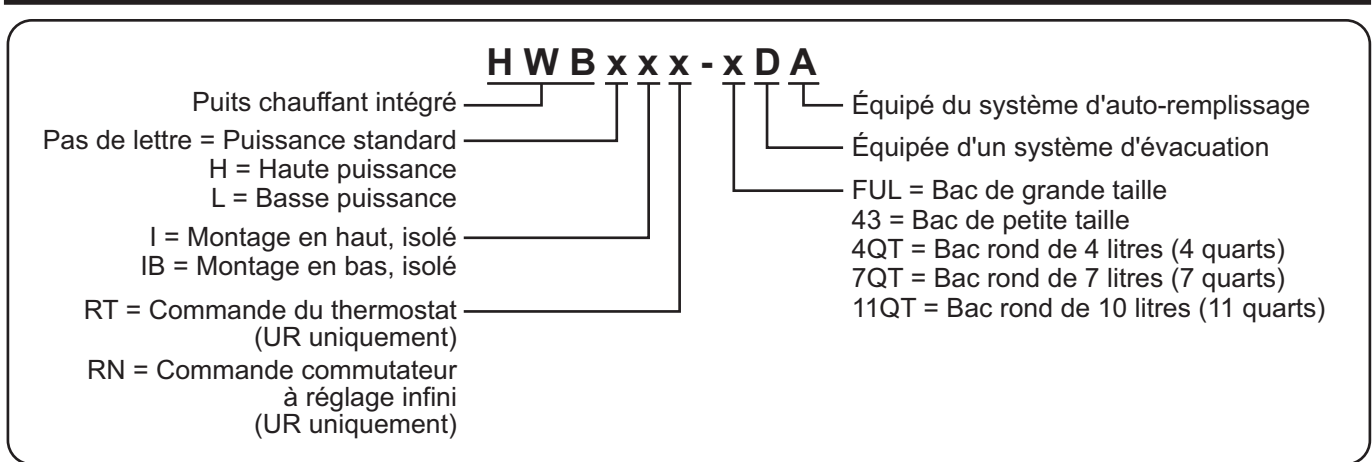 H W B x x x - x D A
Puits chauffant intégré
Pas de lettre = Puissance standard
H = Haute puissance
L = Basse puissance
I = Montage en haut, isolé
IB = Montage en bas, isolé
RT = Commande du thermostat
(UR uniquement)
RN = Commande commutateur
à réglage infini
(UR uniquement)
Équipé du système d'auto-remplissage
Équipée d'un système d'évacuation
FUL = Bac de grande taille
43 = Bac de petite taille
4QT = Bac rond de 4 litres (4 quarts)
7QT = Bac rond de 7 litres (7 quarts)
11QT = Bac rond de 10 litres (11 quarts)